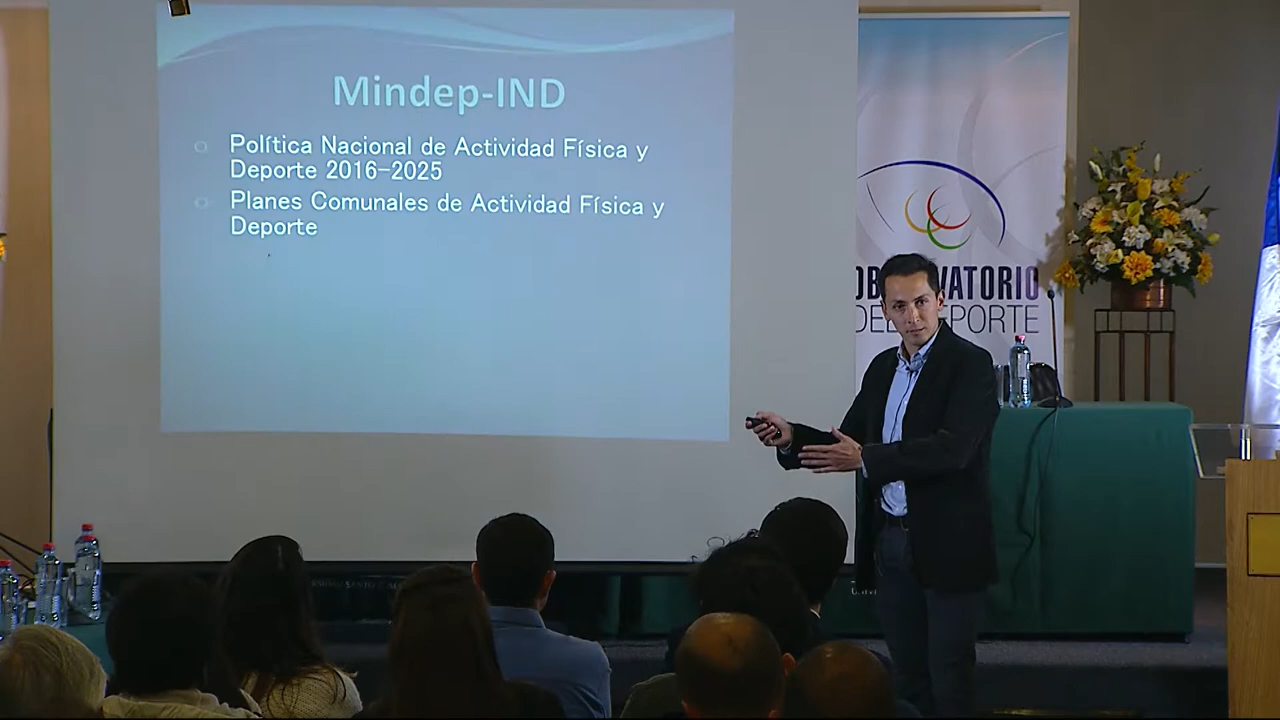 Mindep-IND
Política Nacional de Actividad Física y
Deporte 2016-2025
Planes Comunales de Actividad Física y
Deporte
OBSERVATORIO
DEL DEPORTE